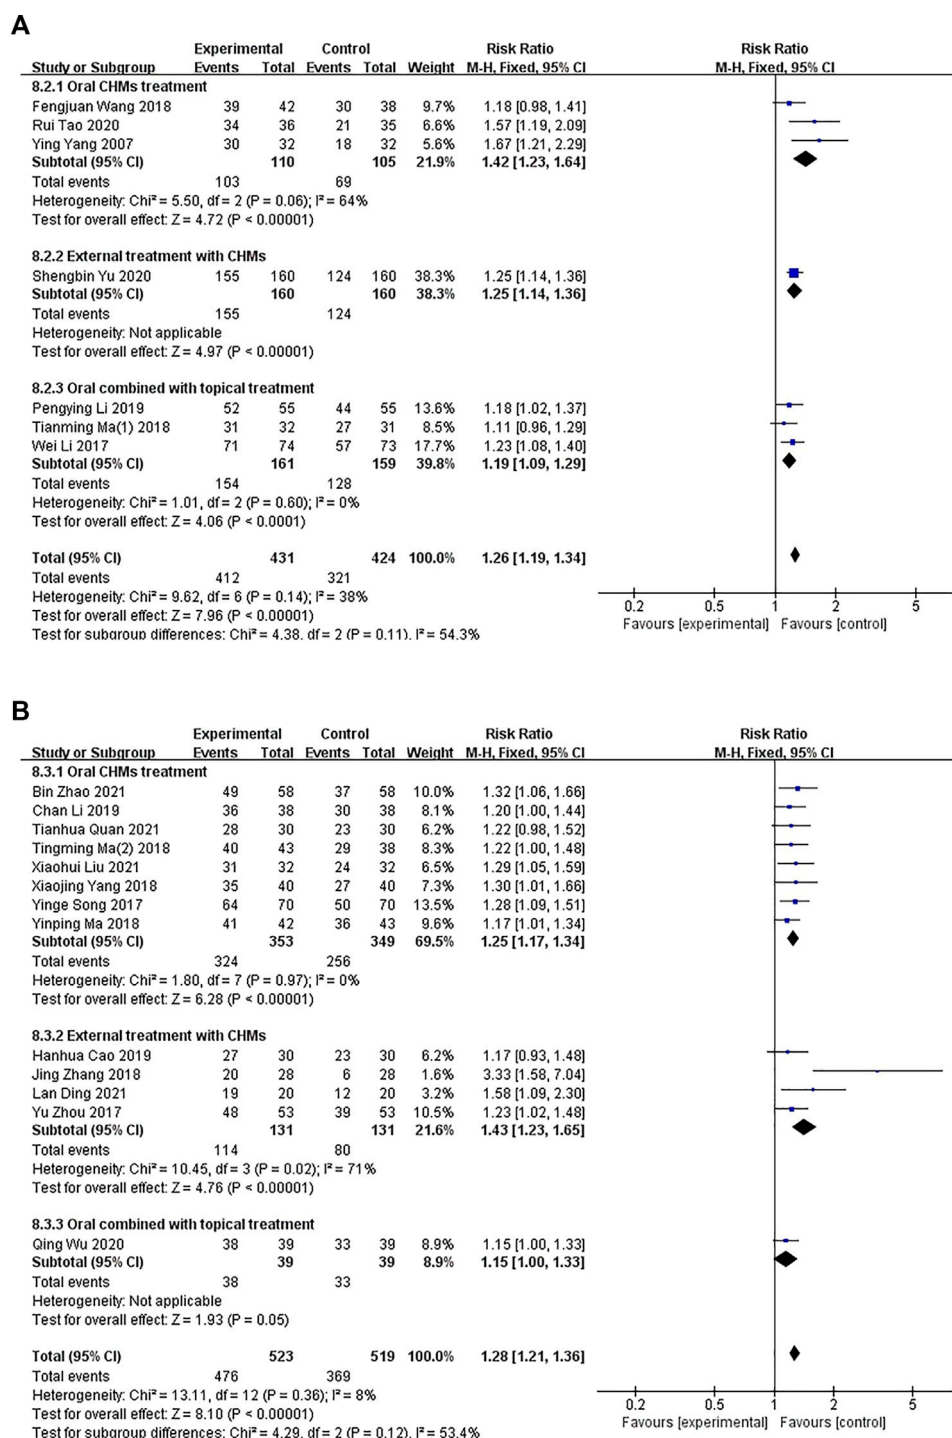 A
Experimental Control Risk Ratio Risk Ratio
Study or Subgroup Events Total Events Total Weight M-H, Fixed, 95% CI M-H, Fixed, 95% CI
8.2.1 Oral CHMs treatment
Fengjuan Wang 2018 39 42 30 38 9.7% 1.18 [0.98, 1.41]
Rui Tao 2020 34 36 21 35 6.6% 1.57 [1.19, 2.09]
Ying Yang 2007 30 32 18 32 5.6% 1.67 [1.21, 2.29]
Subtotal (95% CI) 110 105 21.9% 1.42 [1.23, 1.64]
Total events 103 69
Heterogeneity: Chi² = 5.50, df = 2 (P = 0.06); I² = 64%
Test for overall effect: Z = 4.72 (P < 0.00001)
8.2.2 External treatment with CHMs
Shengbin Yu 2020 155 160 124 160 38.3% 1.25 [1.14, 1.36]
Subtotal (95% CI) 160 160 38.3% 1.25 [1.14, 1.36]
Total events 155 124
Heterogeneity: Not applicable
Test for overall effect: Z = 4.97 (P < 0.00001)
8.2.3 Oral combined with topical treatment
Pengying Li 2019 52 55 44 55 13.6% 1.18 [1.02, 1.37]
Tianming Ma(1) 2018 31 32 27 31 8.5% 1.11 [0.96, 1.29]
Wei Li 2017 71 74 57 73 17.7% 1.23 [1.08, 1.40]
Subtotal (95% CI) 161 159 39.8% 1.19 [1.09, 1.29]
Total events 154 128
Heterogeneity: Chi² = 1.01, df = 2 (P = 0.60); I² = 0%
Test for overall effect: Z = 4.06 (P < 0.0001)
Total (95% CI) 431 424 100.0% 1.26 [1.19, 1.34]
Total events 412 321
Heterogeneity: Chi² = 9.62, df = 6 (P = 0.14); I² = 38%
Test for overall effect: Z = 7.96 (P < 0.00001)
Test for subgroup differences: Chi² = 4.38. df = 2 (P = 0.11). I² = 54.3%
0.2 0.5 1 2 5
Favours [experimental] Favours [control]
B
Experimental Control Risk Ratio Risk Ratio
Study or Subgroup Events Total Events Total Weight M-H, Fixed, 95% CI M-H, Fixed, 95% CI
8.3.1 Oral CHMs treatment
Bin Zhao 2021 49 58 37 58 10.0% 1.32 [1.06, 1.66]
Chan Li 2019 36 38 30 38 8.1% 1.20 [1.00, 1.44]
Tianhua Quan 2021 28 30 23 30 6.2% 1.22 [0.98, 1.52]
Tingming Ma(2) 2018 40 43 29 38 8.3% 1.22 [1.00, 1.48]
Xiaohui Liu 2021 31 32 24 32 6.5% 1.29 [1.05, 1.59]
Xiaojing Yang 2018 35 40 27 40 7.3% 1.30 [1.01, 1.66]
Yinge Song 2017 64 70 50 70 13.5% 1.28 [1.09, 1.51]
Yinping Ma 2018 41 42 36 43 9.6% 1.17 [1.01, 1.34]
Subtotal (95% CI) 353 349 69.5% 1.25 [1.17, 1.34]
Total events 324 256
Heterogeneity: Chi² = 1.80, df = 7 (P = 0.97); I² = 0%
Test for overall effect: Z = 6.28 (P < 0.00001)
8.3.2 External treatment with CHMs
Hanhua Cao 2019 27 30 23 30 6.2% 1.17 [0.93, 1.48]
Jing Zhang 2018 20 28 6 28 1.6% 3.33 [1.58, 7.04]
Lan Ding 2021 19 20 12 20 3.2% 1.58 [1.09, 2.30]
Yu Zhou 2017 48 53 39 53 10.5% 1.23 [1.02, 1.48]
Subtotal (95% CI) 131 131 21.6% 1.43 [1.23, 1.65]
Total events 114 80
Heterogeneity: Chi² = 10.45, df = 3 (P = 0.02); I² = 71%
Test for overall effect: Z = 4.76 (P < 0.00001)
8.3.3 Oral combined with topical treatment
Qing Wu 2020 38 39 33 39 8.9% 1.15 [1.00, 1.33]
Subtotal (95% CI) 39 39 8.9% 1.15 [1.00, 1.33]
Total events 38 33
Heterogeneity: Not applicable
Test for overall effect: Z = 1.93 (P = 0.05)
Total (95% CI) 523 519 100.0% 1.28 [1.21, 1.36]
Total events 476 369
Heterogeneity: Chi² = 13.11, df = 12 (P = 0.36); I² = 8%
Test for overall effect: Z = 8.10 (P < 0.00001)
Test for subgroup differences: Chi² = 4.29. df = 2 (P = 0.12). I² = 53.4%
0.2 0.5 1 2 5
Favours [experimental] Favours [control]